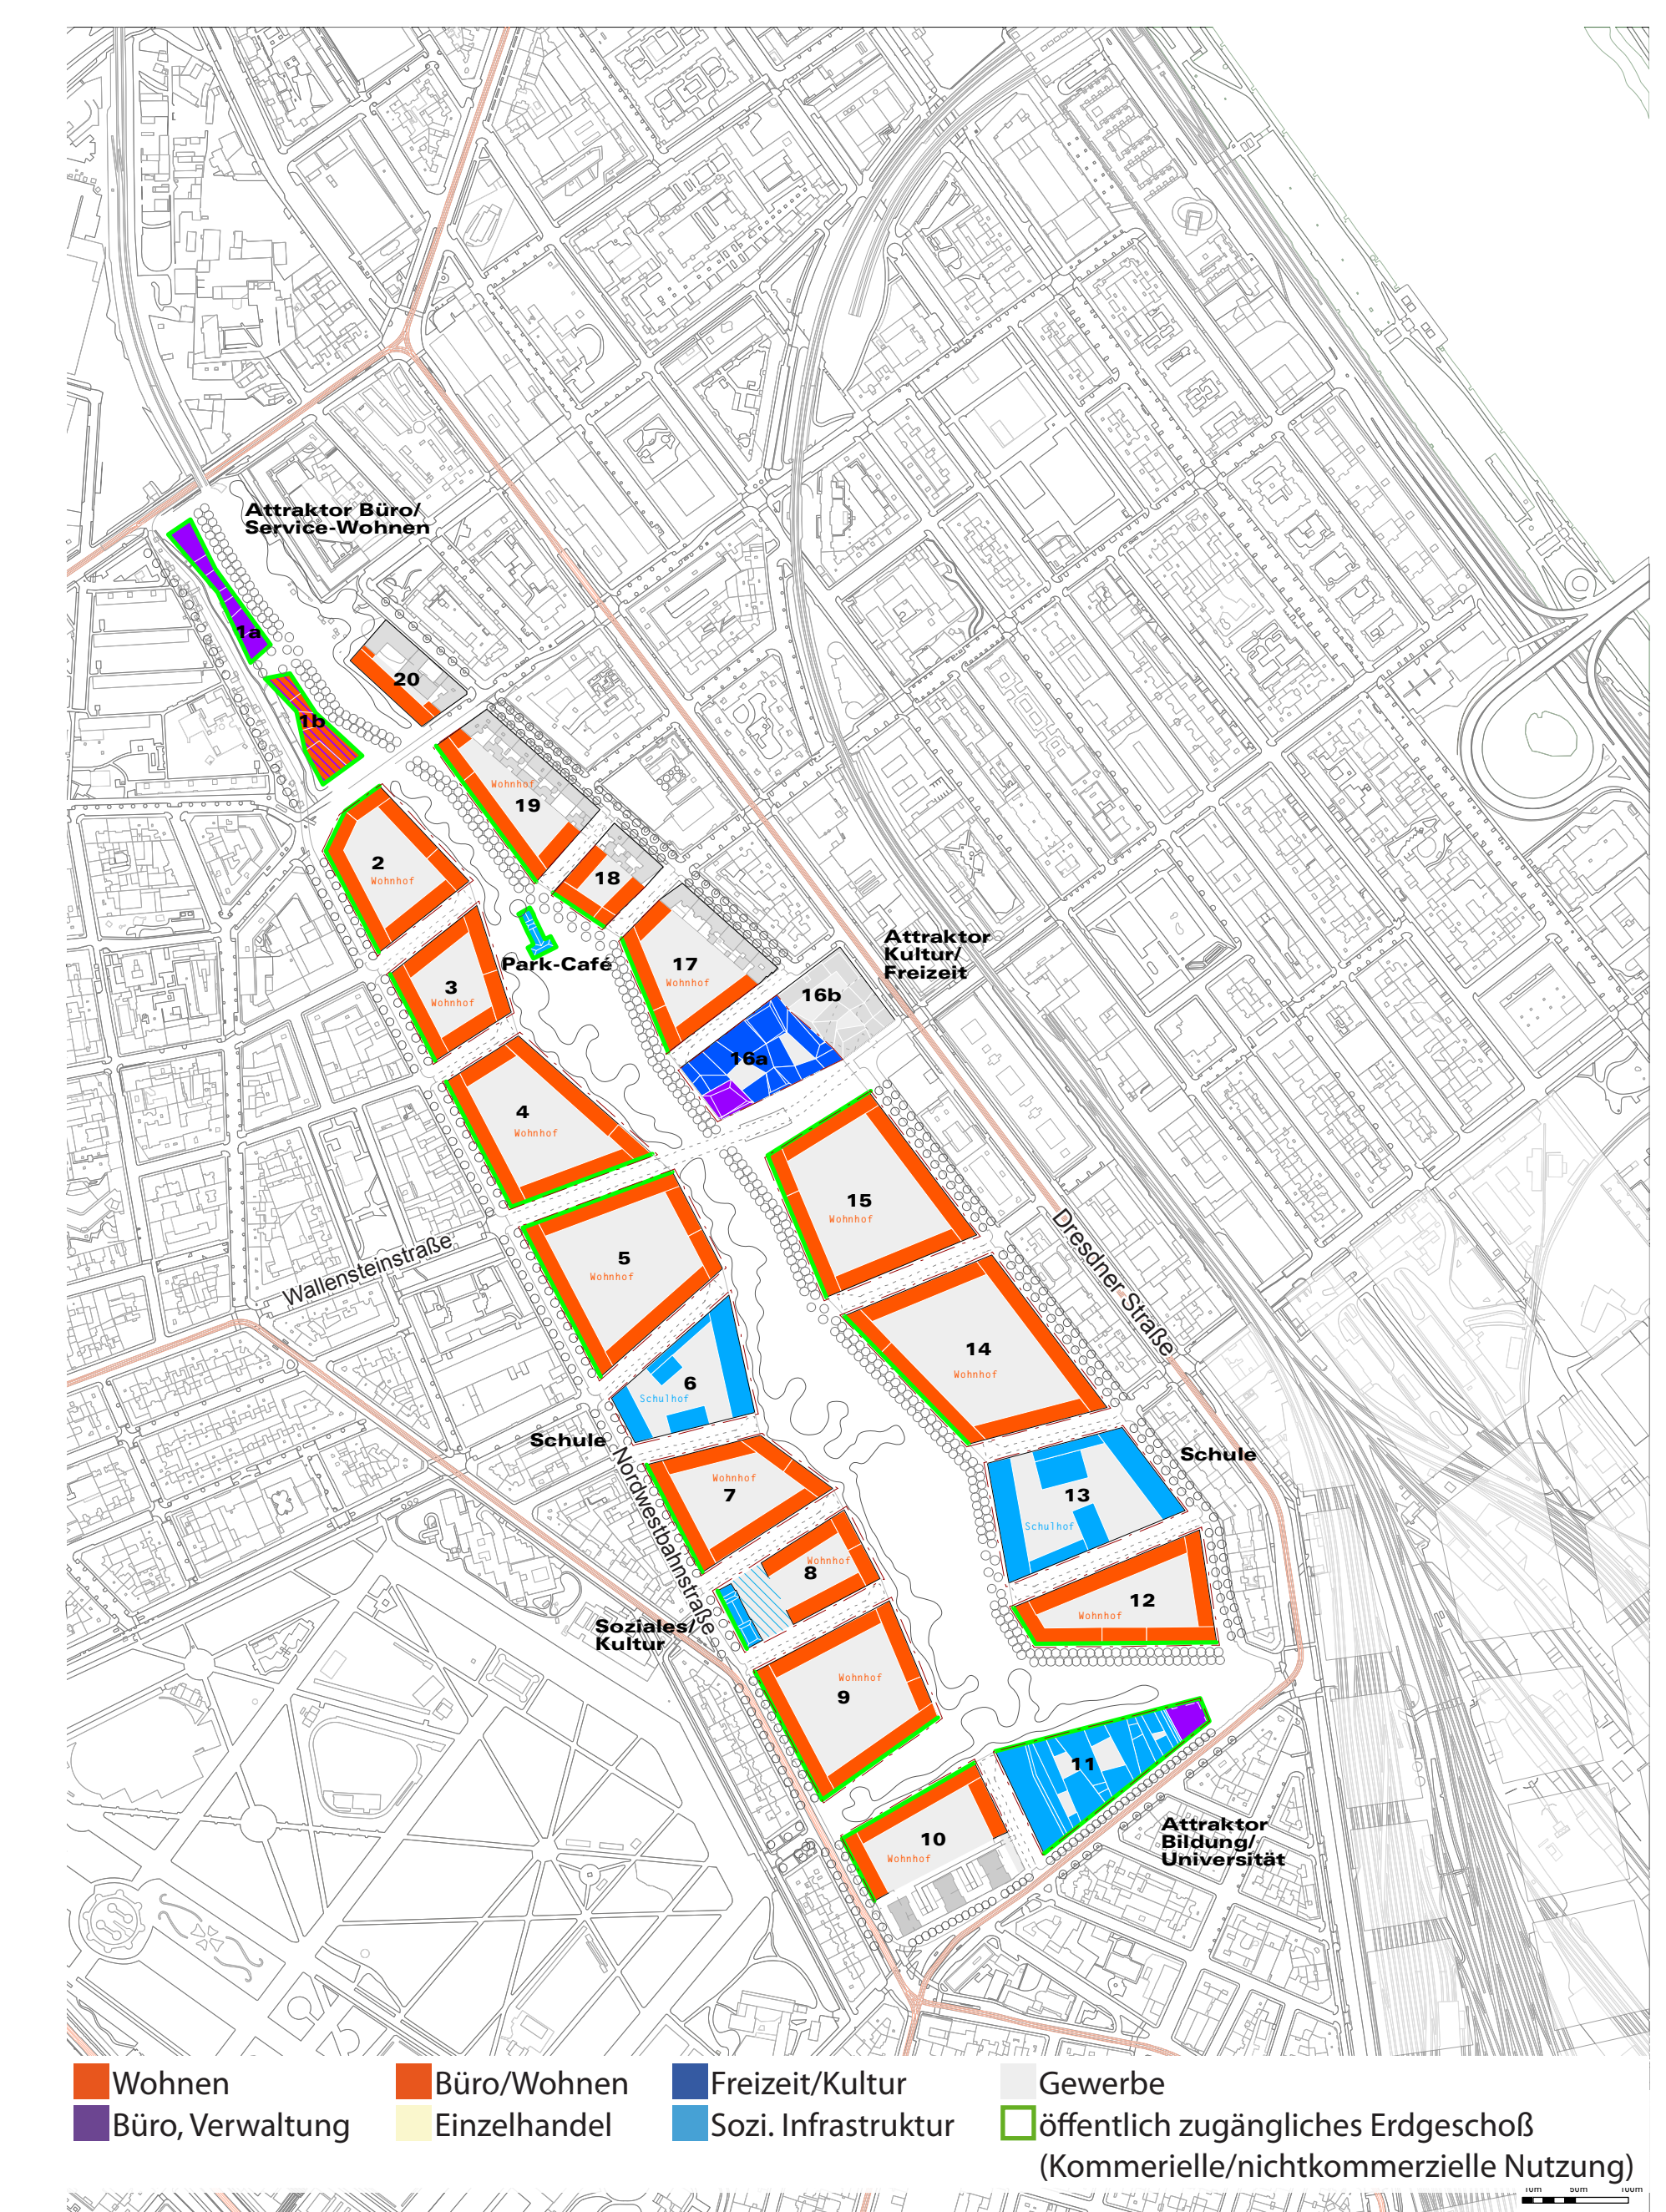 Attraktor Büro/
Service-Wohnen
1a
20
1b
Wohnhof
19
2
Wohnhof
18
Attraktor
Kultur/
Freizeit
Park-Café
17
Wohnhof
3
Wohnhof
16b
16a
4
Wohnhof
15
Wohnhof
Dresdner Straße
Wallensteinstraße
5
Wohnhof
14
Wohnhof
6
Schulhof
Schule
Nordwestbahnstraße
Schule
Wohnhof
7
13
Schulhof
Wohnhof
8
12
Wohnhof
Soziales/
Kultur
Wohnhof
9
11
10
Wohnhof
Attraktor
Bildung/
Universität
Wohnen
Büro/Wohnen
Freizeit/Kultur
Gewerbe
Büro, Verwaltung
Einzelhandel
Sozi. Infrastruktur
öffentlich zugängliches Erdgeschoß
(Kommerielle/nichtkommerzielle Nutzung)
10m 50m 100m